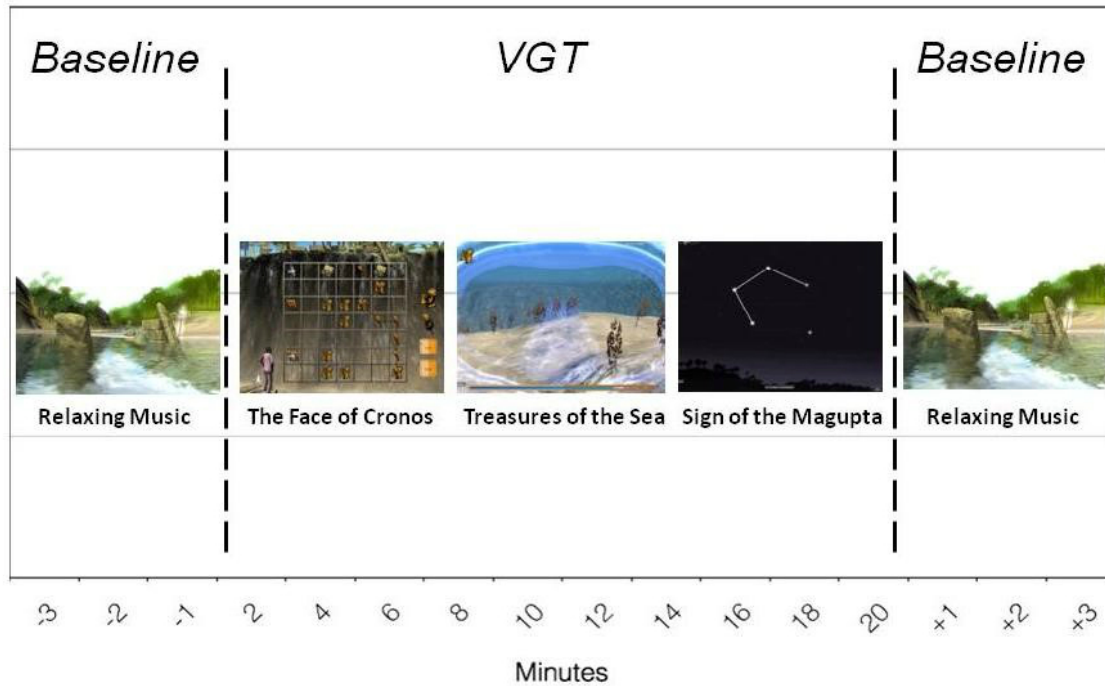 Baseline VGT Baseline
Relaxing Music The Face of Cronos Treasures of the Sea Sign of the Magupta Relaxing Music
-3 -2 -1 2 4 6 8 10 12 14 16 18 20 +1 +2 +3
Minutes